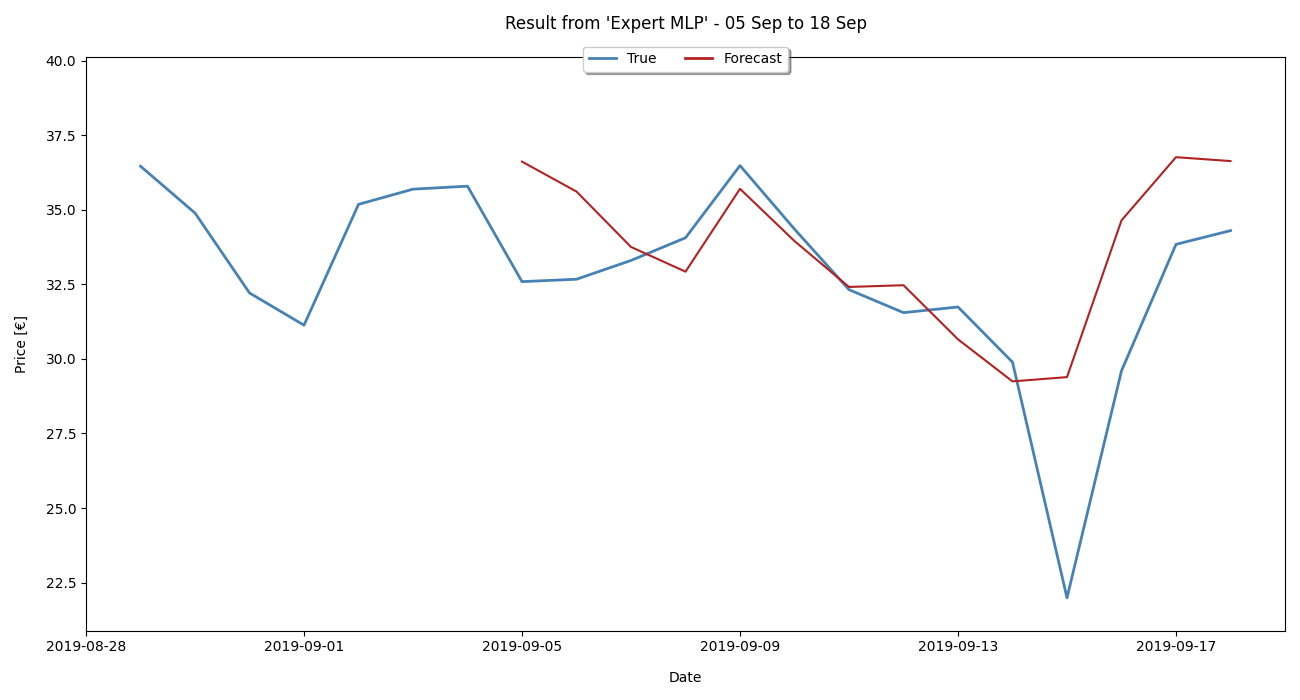 Result from 'Expert MLP' - 05 Sep to 18 Sep
True Forecast
40.0
37.5
35.0
32.5
30.0
27.5
25.0
22.5
Price [€]
2019-08-28 2019-09-01 2019-09-05 2019-09-09 2019-09-13 2019-09-17
Date